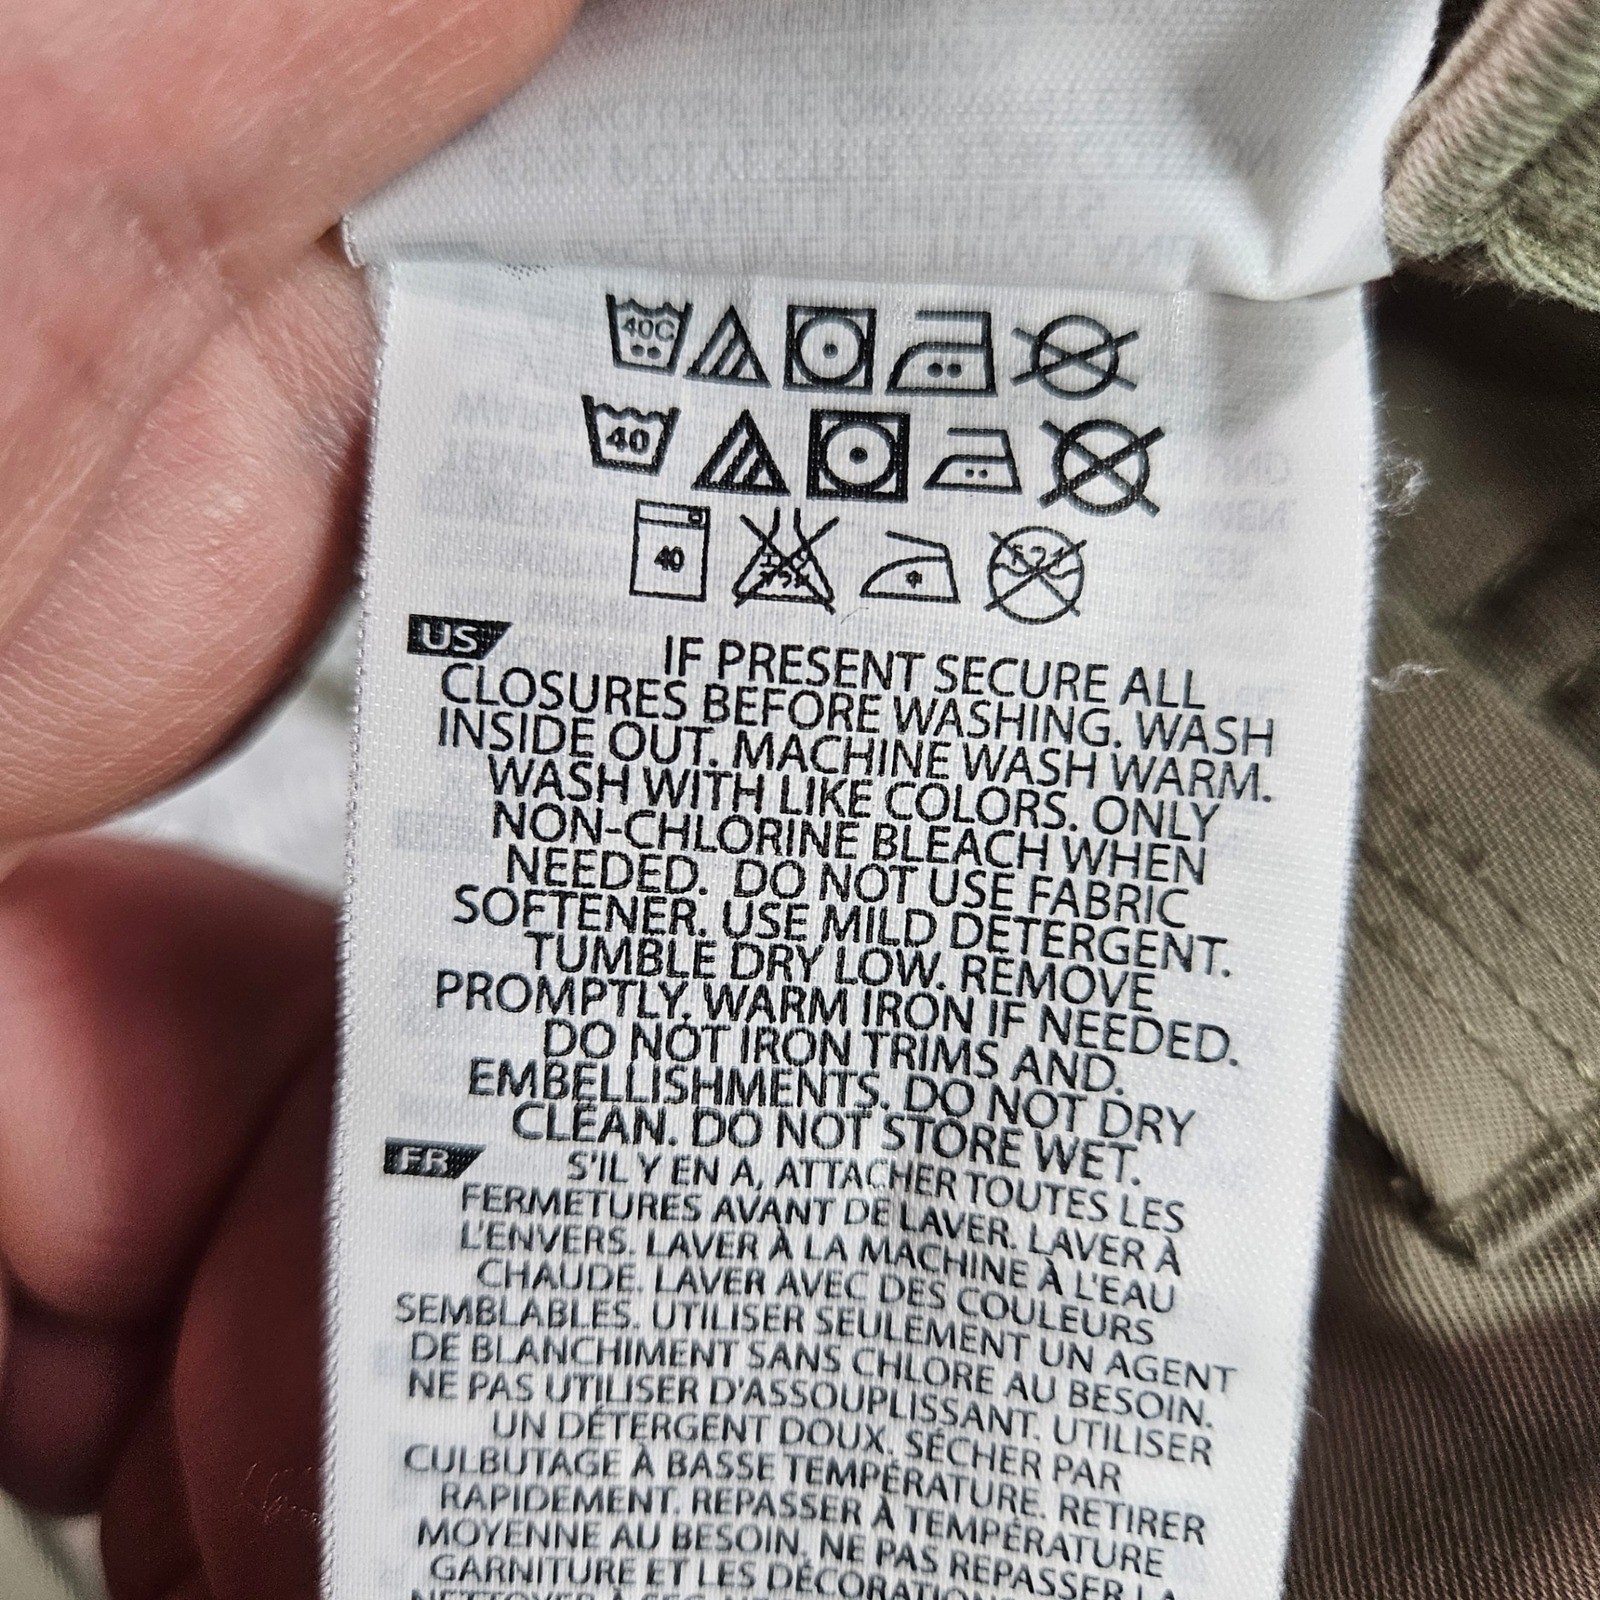 40C
40
40
US
IF PRESENT SECURE ALL
CLOSURES BEFORE WASHING. WASH
INSIDE OUT. MACHINE WASH WARM.
WASH WITH LIKE COLORS. ONLY
NON-CHLORINE BLEACH WHEN
NEEDED. DO NOT USE FABRIC
SOFTENER. USE MILD DETERGENT.
TUMBLE DRY LOW. REMOVE
PROMPTLY. WARM IRON IF NEEDED.
DO NOT IRON TRIMS AND.
EMBELLISHMENTS. DO NOT DRY
CLEAN. DO NOT STORE WET.
FR
S'IL Y EN A, ATTACHER TOUTES LES
FERMETURES AVANT DE LAVER. LAVER À
L'ENVERS. LAVER À LA MACHINE À L'EAU
CHAUDE. LAVER AVEC DES COULEURS
SEMBLABLES. UTILISER SEULEMENT UN AGENT
DE BLANCHIMENT SANS CHLORE AU BESOIN.
NE PAS UTILISER D'ASSOUPLISSANT. UTILISER
UN DÉTERGENT DOUX. SÉCHER PAR
CULBUTAGE À BASSE TEMPÉRATURE. RETIRER
RAPIDEMENT. REPASSER À TEMPÉRATURE
MOYENNE AU BESOIN. NE PAS REPASSER LA
GARNITURE ET LES DÉCORATIONS